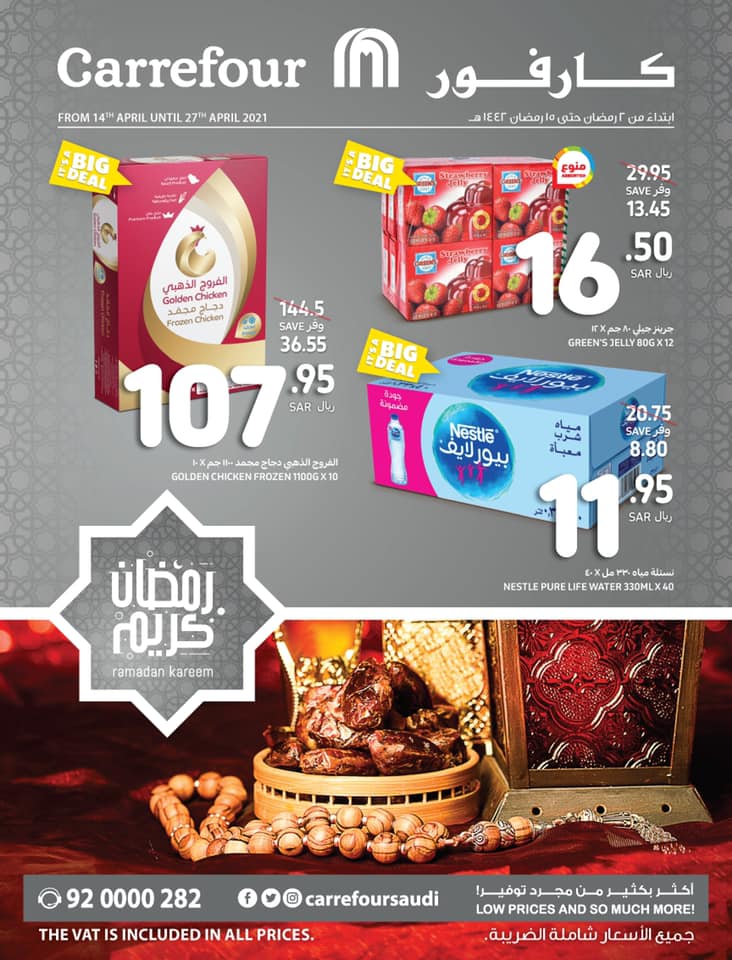 Carrefour
كارفور
FROM 14TH APRIL UNTIL 27TH APRIL 2021
ابتداءً من ٢ رمضان حتى ١٥ رمضان ١٤٤٢ هـ
IT'S A BIG DEAL
الفروج الذهبي
Golden Chicken
دجاج مجمد
Frozen Chicken
144.5
SAVE وفر
36.55
107.95
SAR ريال
الفروج الذهبي دجاج مجمد ١١٠٠ جم X ١٠
GOLDEN CHICKEN FROZEN 1100G X 10
IT'S A BIG DEAL
منوع
ASSORTED
Strawberry Jelly
GREEN'S
29.95
SAVE وفر
13.45
16.50
SAR ريال
جرينز جيلي ٨٠ جم X ١٢
GREEN'S JELLY 80G X 12
IT'S A BIG DEAL
جودة
مضمونة
Nestlé
بيور لايف
مياه
شرب
معبأة
20.75
SAVE وفر
8.80
11.95
SAR ريال
نستلة مياه ٣٣٠ مل X ٤٠
NESTLE PURE LIFE WATER 330ML X 40
رمضان
كريم
ramadan kareem
92 0000 282
carrefoursaudi
أكثر بكثير من مجرد توفير!
LOW PRICES AND SO MUCH MORE!
THE VAT IS INCLUDED IN ALL PRICES.
جميع الأسعار شاملة الضريبة.